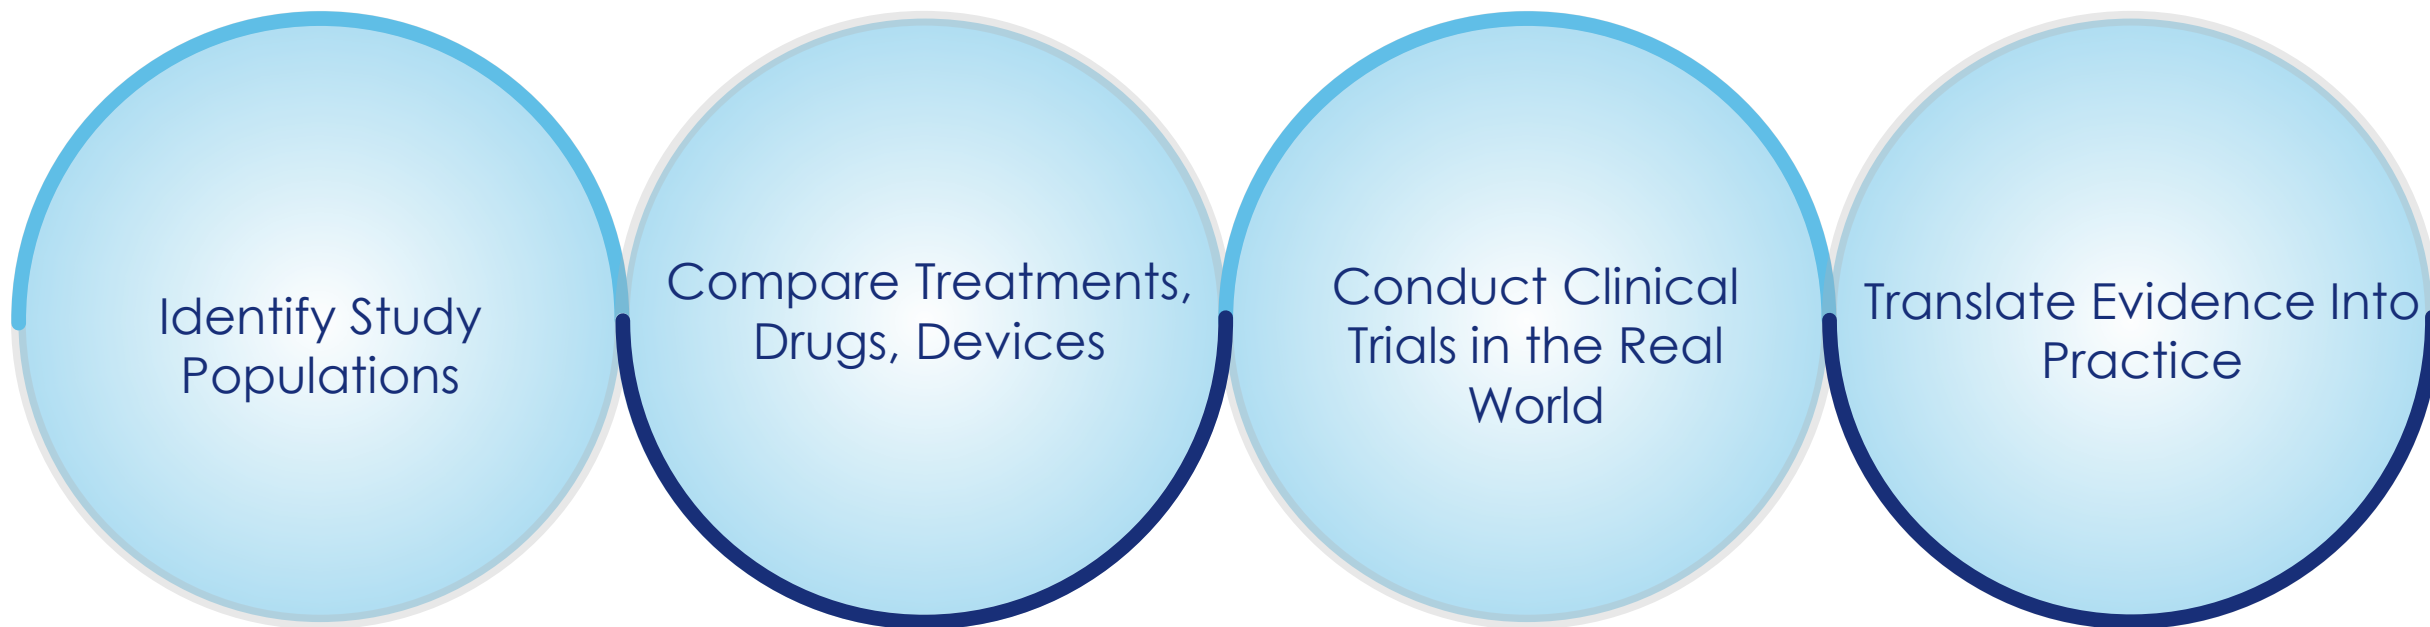 Identify Study
Populations
Compare Treatments,
Drugs, Devices
Conduct Clinical
Trials in the Real
World
Translate Evidence Into
Practice